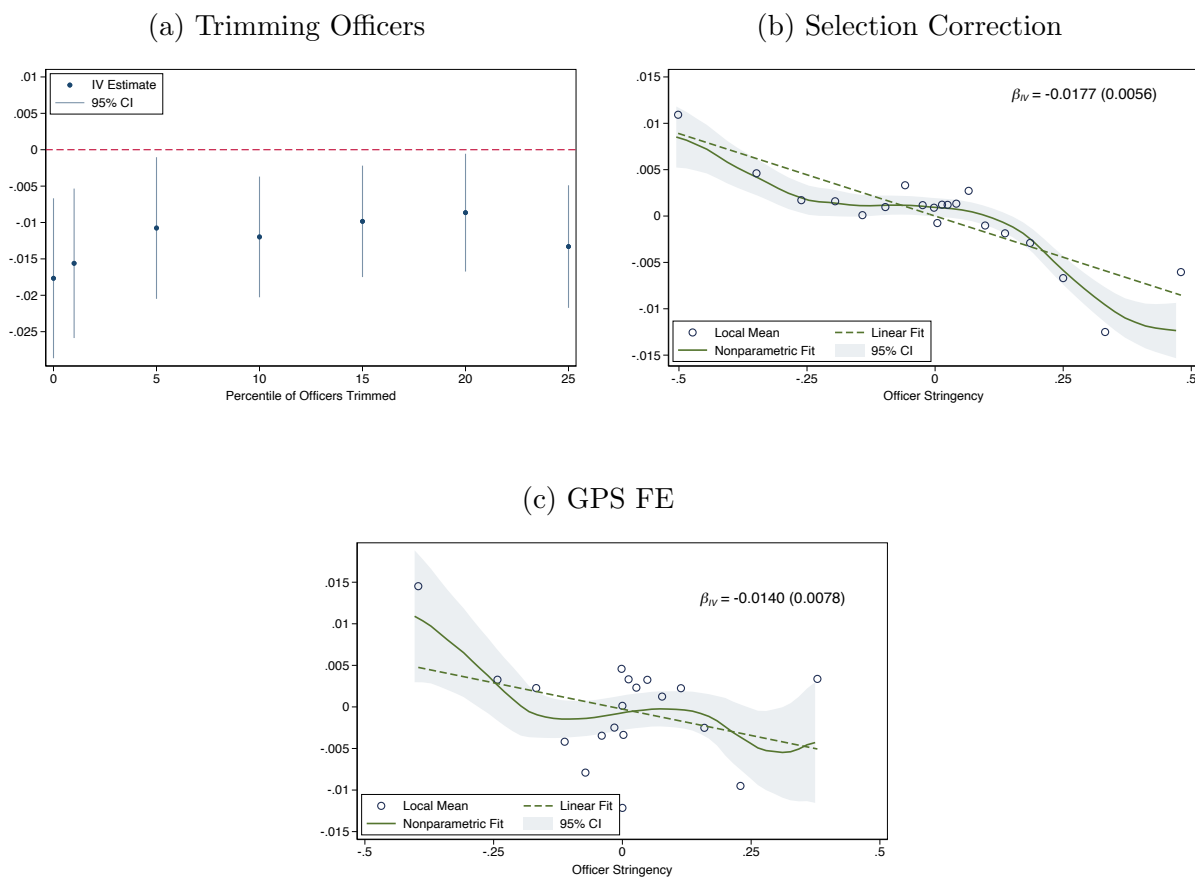 (a) Trimming Officers
.01
.005
0
-.005
-.01
-.015
-.02
-.025
IV Estimate
95% CI
0 5 10 15 20 25
Percentile of Officers Trimmed
(b) Selection Correction
.015
.01
.005
0
-.005
-.01
-.015
βIV = -0.0177 (0.0056)
Local Mean Linear Fit
Nonparametric Fit 95% CI
-.5 -.25 0 .25 .5
Officer Stringency
(c) GPS FE
.015
.01
.005
0
-.005
-.01
-.015
βIV = -0.0140 (0.0078)
Local Mean Linear Fit
Nonparametric Fit 95% CI
-.5 -.25 0 .25 .5
Officer Stringency